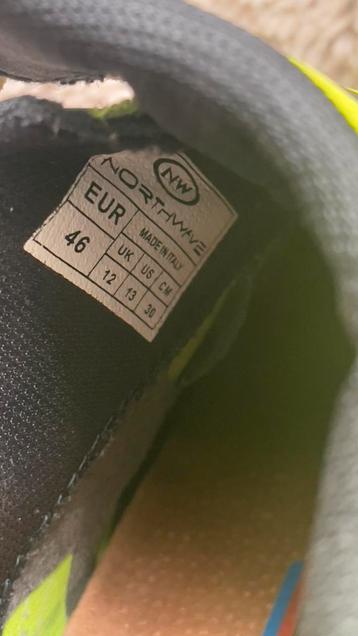 NW
NORTHWAVE
EUR MADE IN ITALY
46 UK US CM
12 13 30